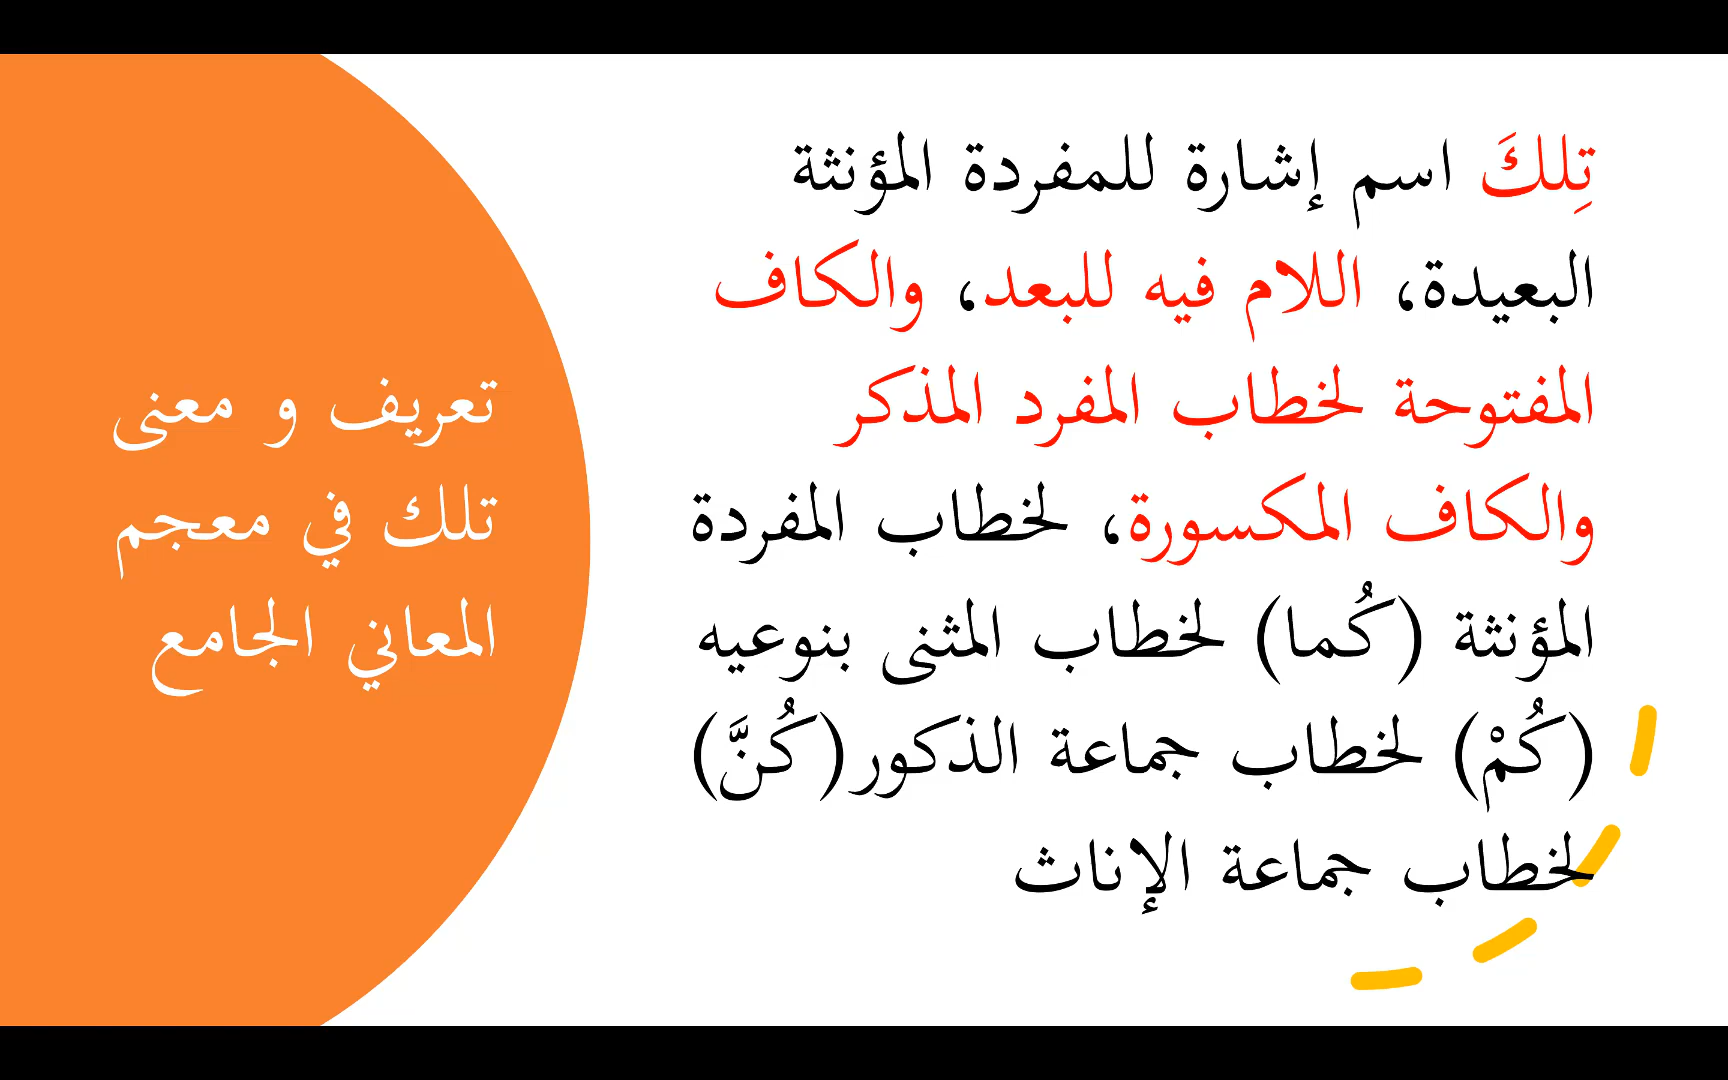 تِلكَ اسم إشارة للمفردة المؤنثة
البعيدة، اللام فيه للبعد، والكاف
المفتوحة لخطاب المفرد المذكر
والكاف المكسورة، لخطاب المفردة
المؤنثة (كُما) لخطاب المثنى بنوعيه
(كُمْ) لخطاب جماعة الذكور(كُنَّ)
لخطاب جماعة الإناث
تعريف و معنى
تلك في معجم
المعاني الجامع